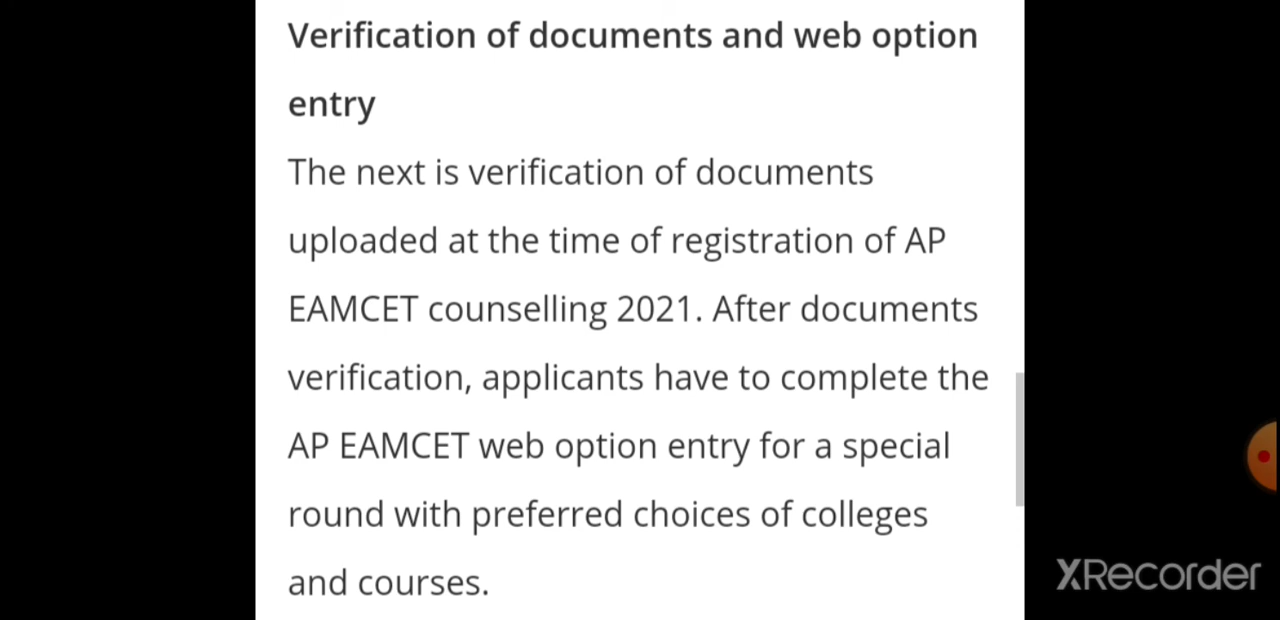 Verification of documents and web option
entry
The next is verification of documents
uploaded at the time of registration of AP
EAMCET counselling 2021. After documents
verification, applicants have to complete the
AP EAMCET web option entry for a special
round with preferred choices of colleges
and courses.
XRecorder